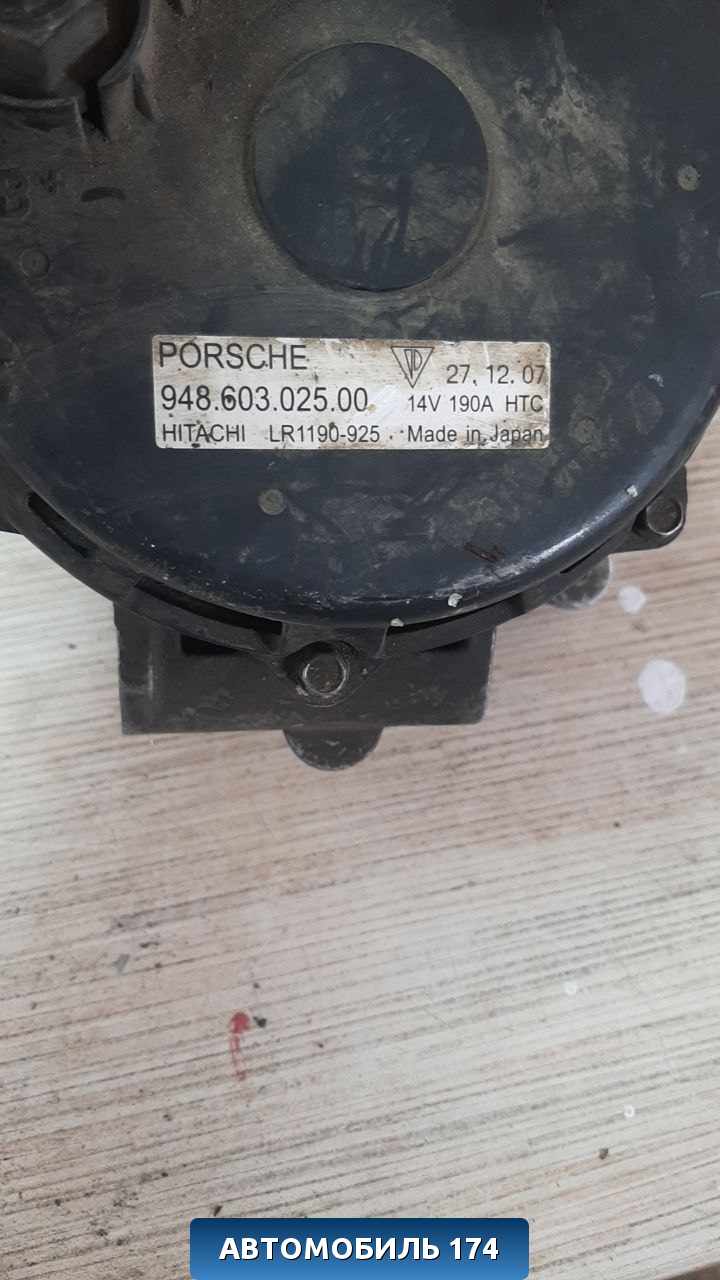 B+
PORSCHE
27. 12. 07
948.603.025.00 14V 190A HTC
HITACHI LR1190-925 Made in Japan
АВТОМОБИЛЬ 174